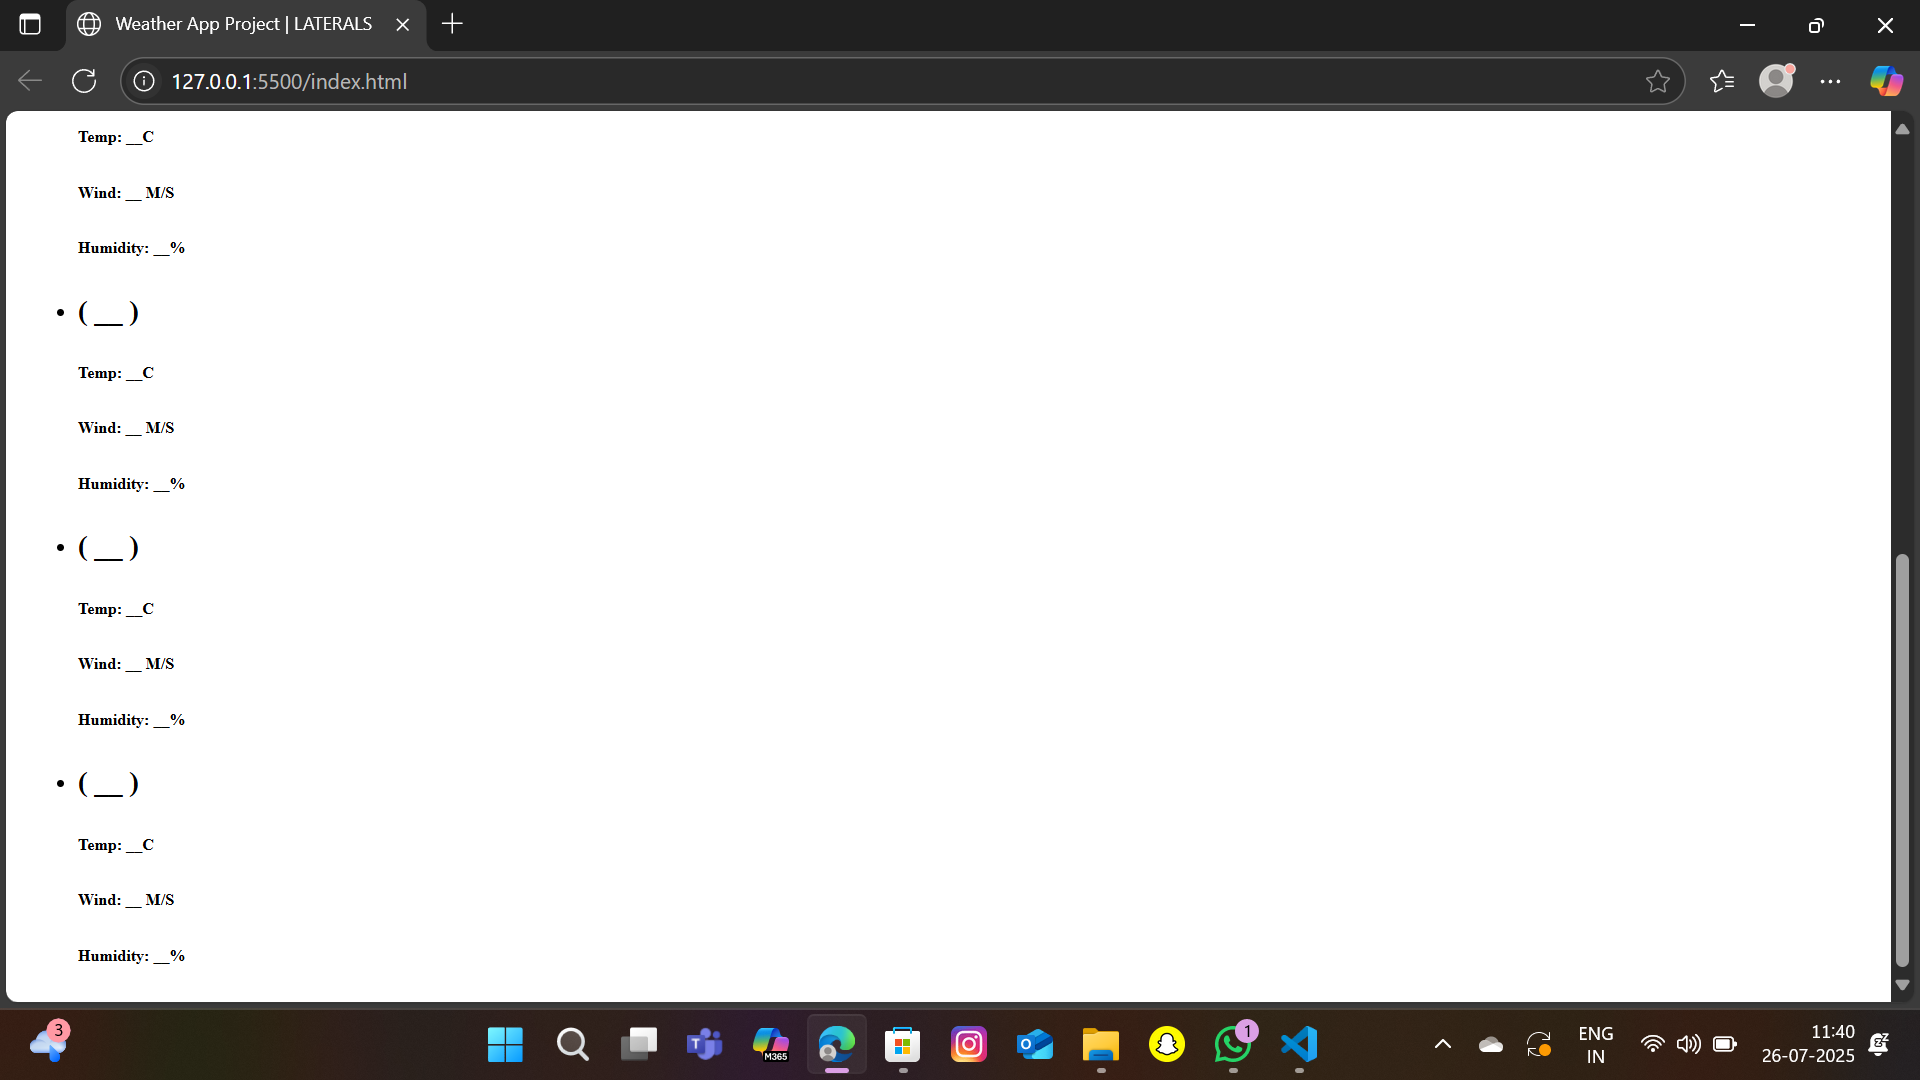 Weather App Project | LATERALS
127.0.0.1:5500/index.html
Temp: __C
Wind: __ M/S
Humidity: __%
( __ )
Temp: __C
Wind: __ M/S
Humidity: __%
( __ )
Temp: __C
Wind: __ M/S
Humidity: __%
( __ )
Temp: __C
Wind: __ M/S
Humidity: __%
3
T
M365
O
1
ENG
IN
11:40
26-07-2025